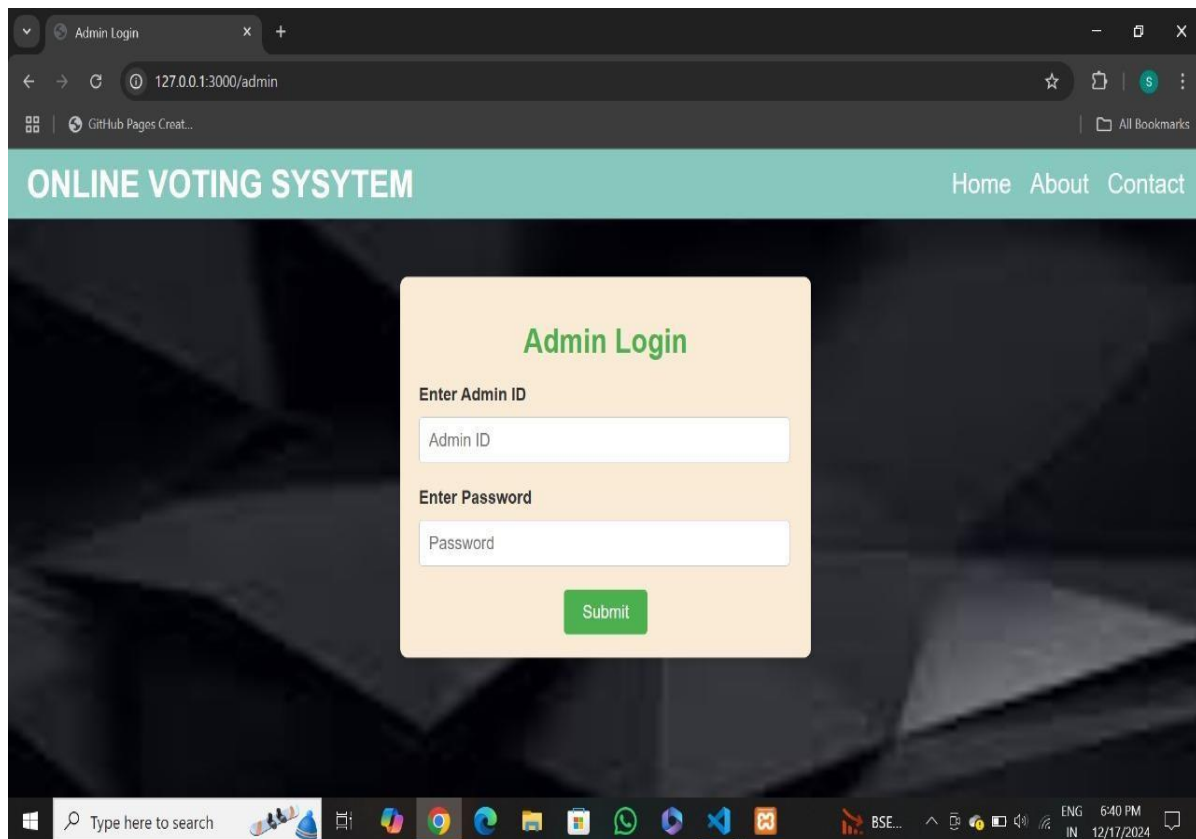 Admin Login
127.0.0.1:3000/admin
S
GitHub Pages Creat...
All Bookmarks
ONLINE VOTING SYSYTEM
Home About Contact
Admin Login
Enter Admin ID
Admin ID
Enter Password
Password
Submit
Type here to search
BSE...
ENG 6:40 PM
IN 12/17/2024